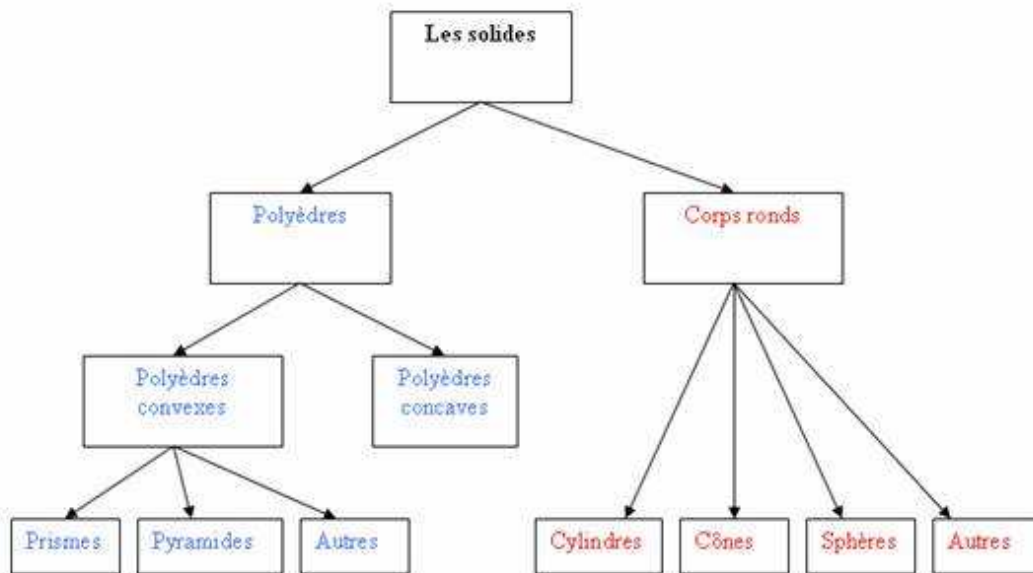 Les solides
Polyèdres
Corps ronds
Polyèdres
convexes
Polyèdres
concaves
Prismes
Pyramides
Autres
Cylindres
Cônes
Sphères
Autres